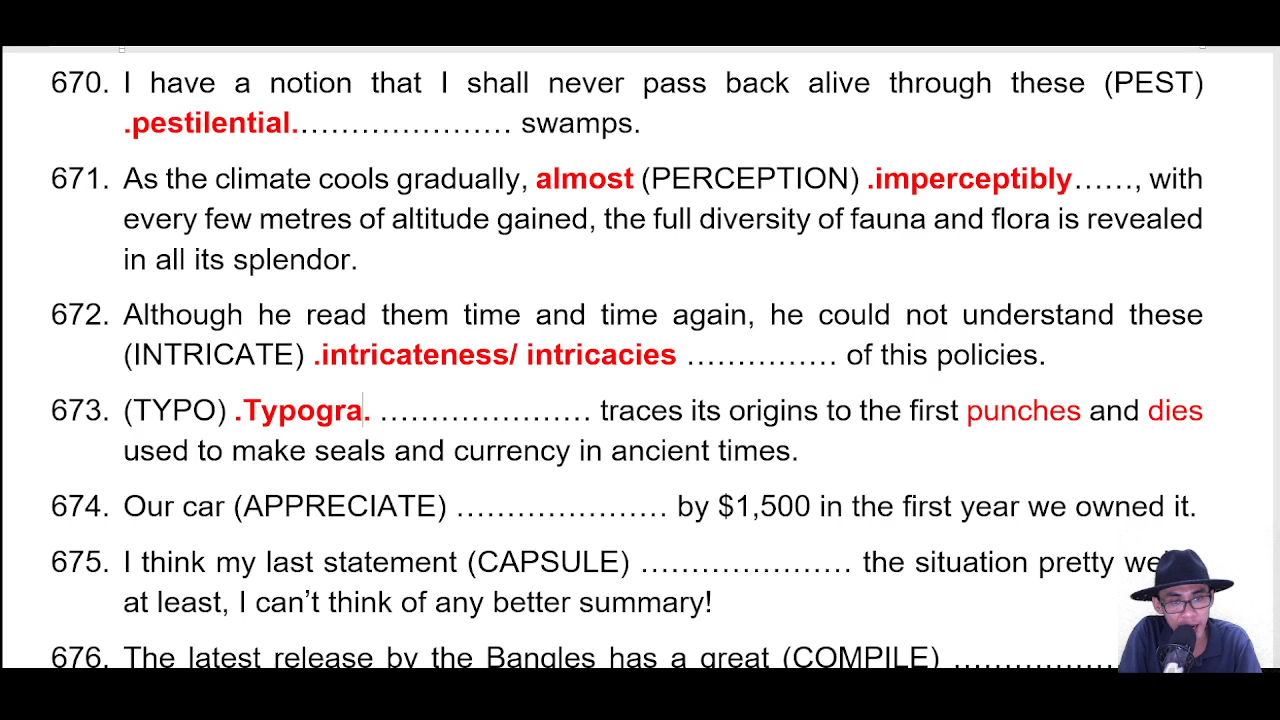 670. I have a notion that I shall never pass back alive through these (PEST)
.pestilential.………………… swamps.
671. As the climate cools gradually, almost (PERCEPTION) .imperceptibly……, with
every few metres of altitude gained, the full diversity of fauna and flora is revealed
in all its splendor.
672. Although he read them time and time again, he could not understand these
(INTRICATE) .intricateness/ intricacies …………… of this policies.
673. (TYPO) .Typogra. ………………… traces its origins to the first punches and dies
used to make seals and currency in ancient times.
674. Our car (APPRECIATE) ………………… by $1,500 in the first year we owned it.
675. I think my last statement (CAPSULE) ………………… the situation pretty
at least, I can't think of any better summary!
676. The latest release by the Bangles has a great (COMPILE) ………………